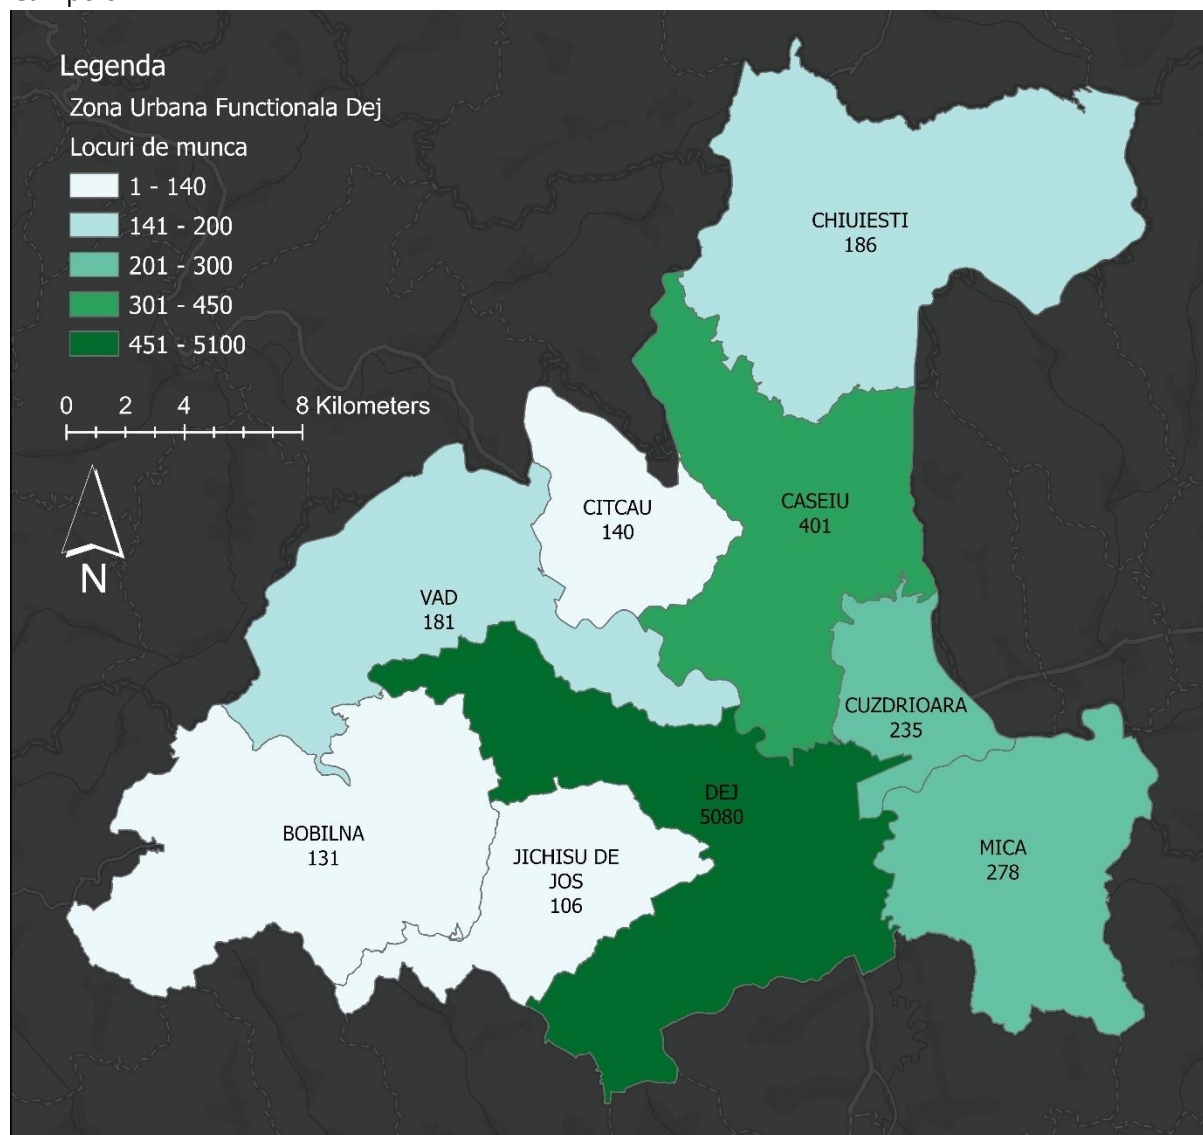 Legenda
Zona Urbana Functionala Dej
Locuri de munca
1 - 140
141 - 200
201 - 300
301 - 450
451 - 5100
0 2 4 8 Kilometers
N
CHIUIESTI
186
CITCAU
140
CASEIU
401
VAD
181
CUZDRIOARA
235
DEJ
5080
BOBILNA
131
JICHISU DE
JOS
106
MICA
278